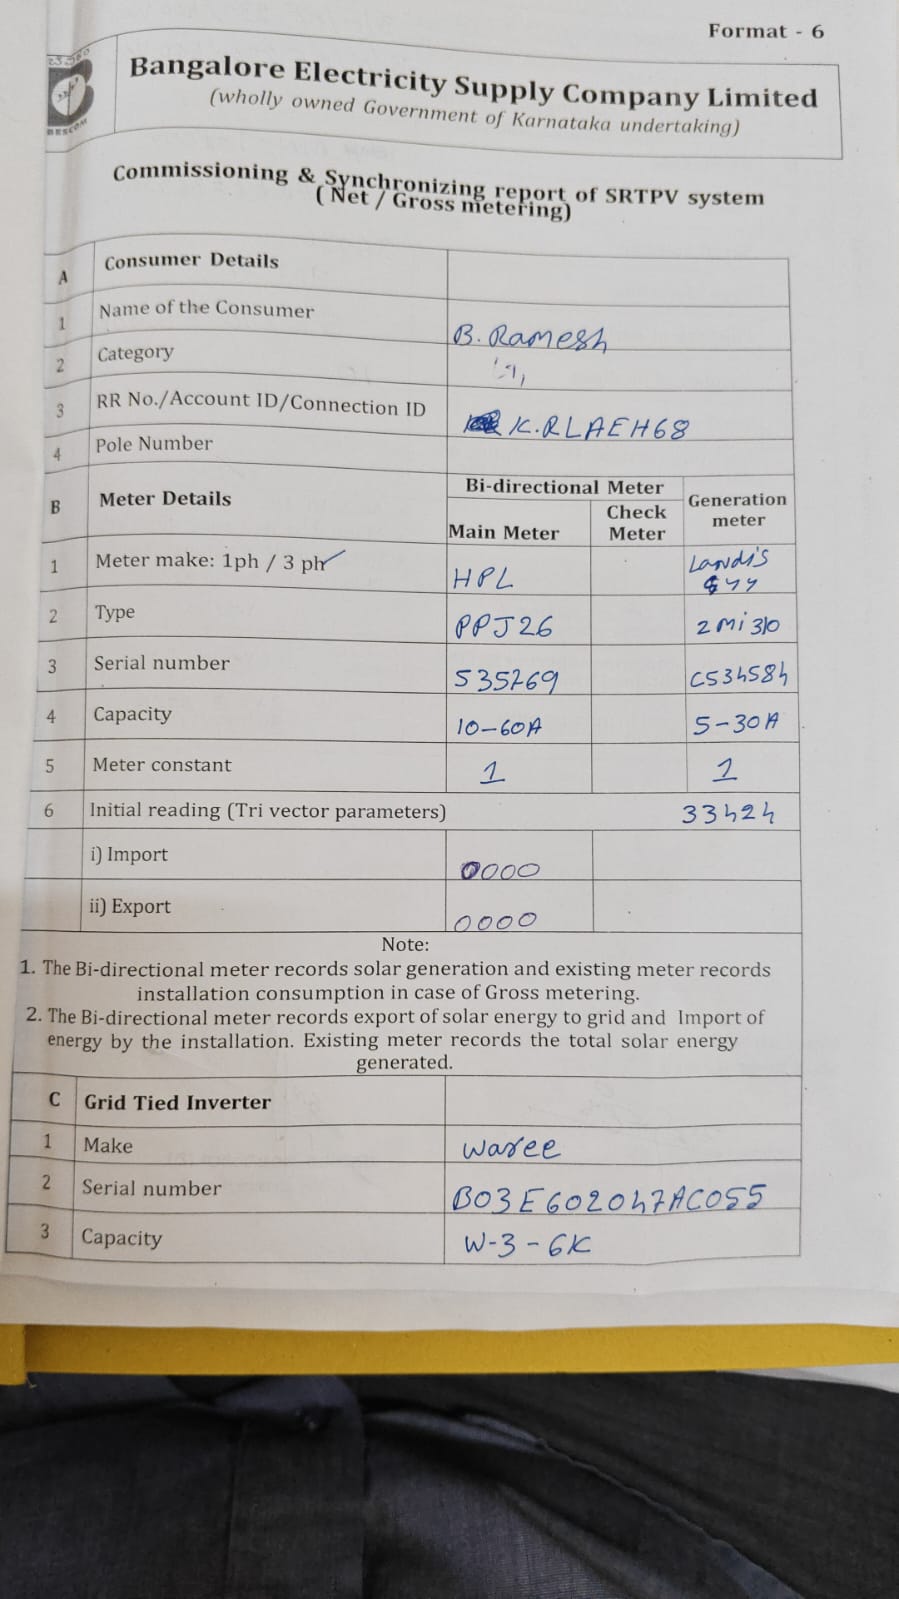 Format - 6
BESCOM
Bangalore Electricity Supply Company Limited
(wholly owned Government of Karnataka undertaking)
Commissioning & Synchronizing report of SRTPV system
( Net / Gross metering)
A Consumer Details
1 Name of the Consumer B. Ramesh
2 Category
3 RR No./Account ID/Connection ID K.RLAEH68
4 Pole Number
B Meter Details Bi-directional Meter Generation meter
Main Meter Check Meter
1 Meter make: 1ph / 3 ph HPL Landis
2 Type PPJ26 2Mi310
3 Serial number 535269 C534584
4 Capacity 10-60A 5-30A
5 Meter constant 1 1
6 Initial reading (Tri vector parameters) 33424
i) Import 0000
ii) Export 0000
Note:
1. The Bi-directional meter records solar generation and existing meter records
installation consumption in case of Gross metering.
2. The Bi-directional meter records export of solar energy to grid and Import of
energy by the installation. Existing meter records the total solar energy
generated.
C Grid Tied Inverter
1 Make Waree
2 Serial number B03E602047AC055
3 Capacity W-3-6K